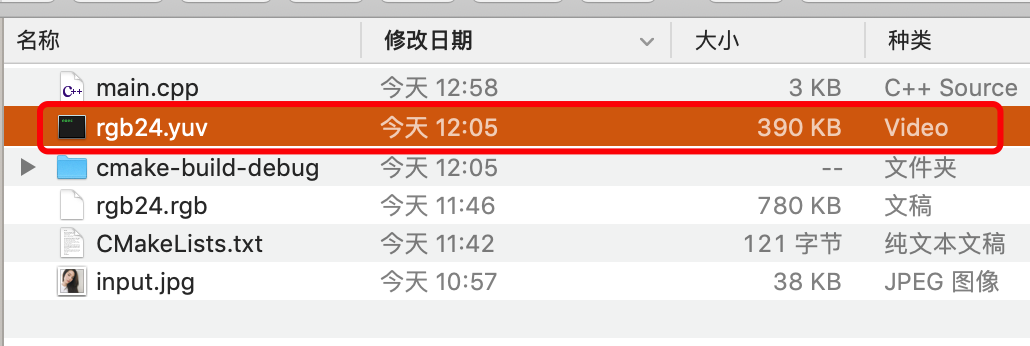 名称 修改日期 大小 种类
main.cpp 今天 12:58 3 KB C++ Source
rgb24.yuv 今天 12:05 390 KB Video
cmake-build-debug 今天 12:05 -- 文件夹
rgb24.rgb 今天 11:46 780 KB 文稿
CMakeLists.txt 今天 11:42 121 字节 纯文本文稿
input.jpg 今天 10:57 38 KB JPEG 图像